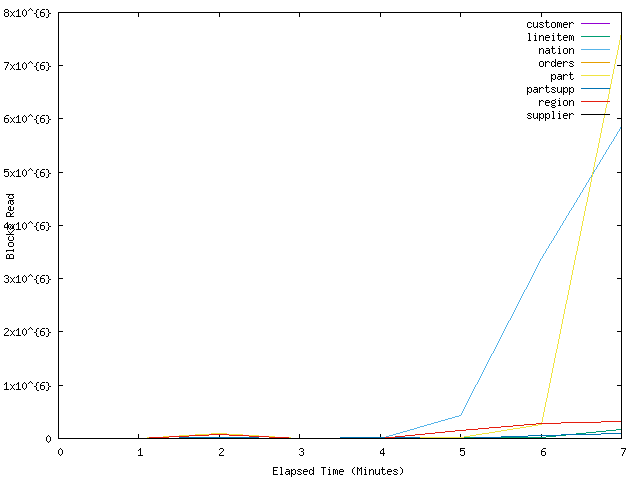 8x10^{6}
7x10^{6}
6x10^{6}
5x10^{6}
4x10^{6}
3x10^{6}
2x10^{6}
1x10^{6}
0
Blocks Read
customer
lineitem
nation
orders
part
partsupp
region
supplier
0 1 2 3 4 5 6 7
Elapsed Time (Minutes)